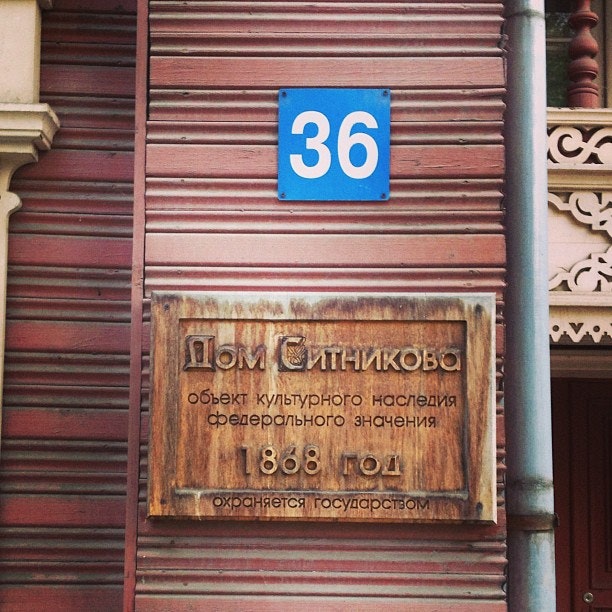 36
Дом Ситникова
объект культурного наследия
федерального значения
1868 год
охраняется государством